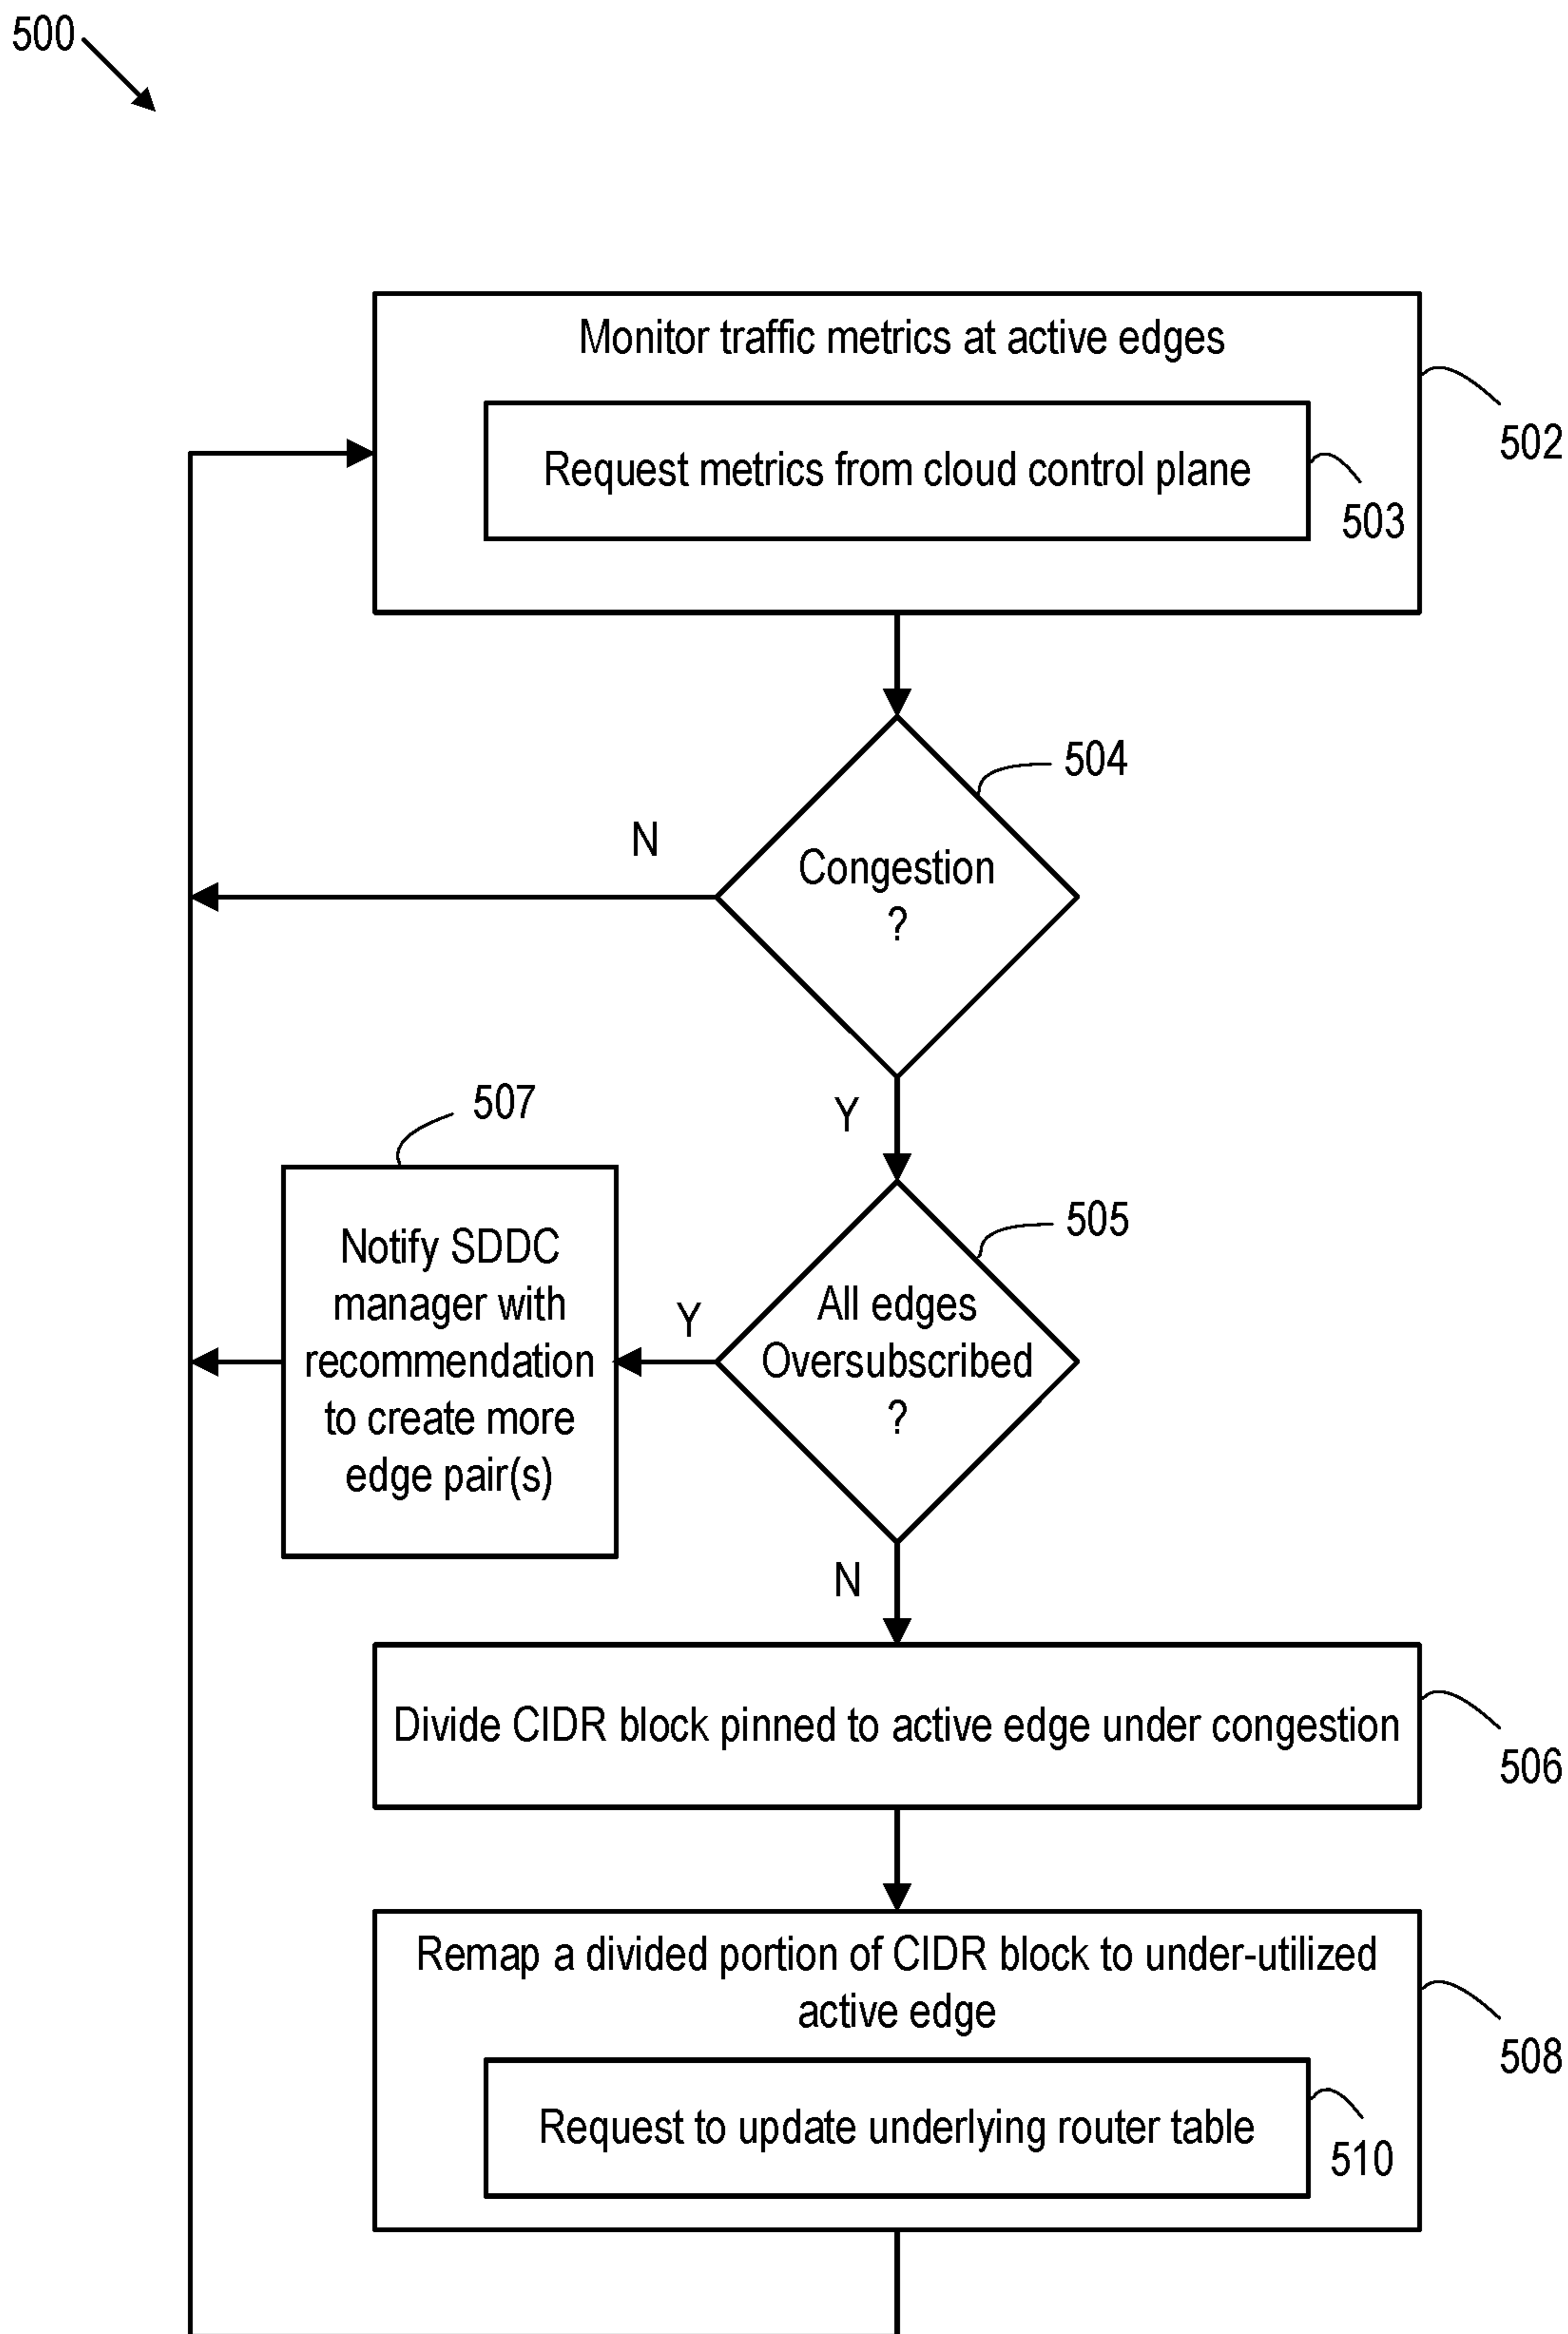 500
Monitor traffic metrics at active edges
502
Request metrics from cloud control plane
503
504
N
Congestion
?
Y
507
505
Notify SDDC
manager with
recommendation
to create more
edge pair(s)
Y
All edges
Oversubscribed
?
N
Divide CIDR block pinned to active edge under congestion
506
Remap a divided portion of CIDR block to under-utilized
active edge
508
Request to update underlying router table
510